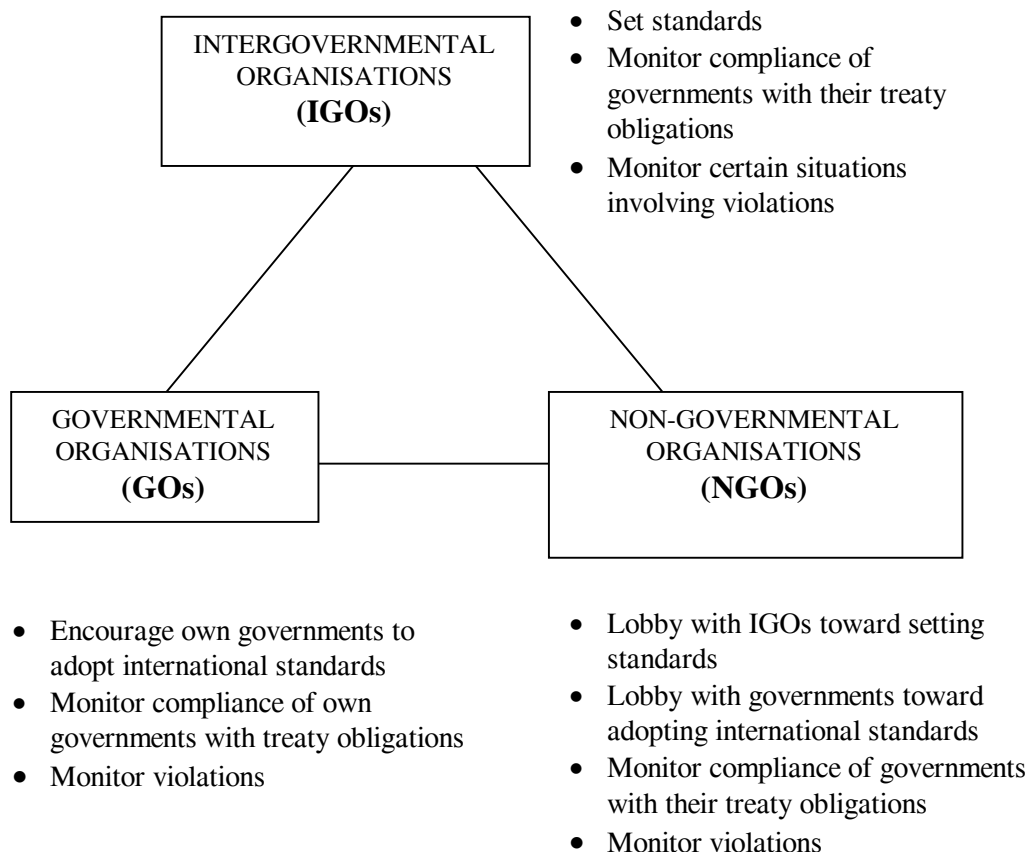 INTERGOVERNMENTAL
ORGANISATIONS
(IGOs)
• Set standards
• Monitor compliance of
governments with their treaty
obligations
• Monitor certain situations
involving violations
GOVERNMENTAL
ORGANISATIONS
(GOs)
NON-GOVERNMENTAL
ORGANISATIONS
(NGOs)
• Encourage own governments to
adopt international standards
• Monitor compliance of own
governments with treaty obligations
• Monitor violations
• Lobby with IGOs toward setting
standards
• Lobby with governments toward
adopting international standards
• Monitor compliance of governments
with their treaty obligations
• Monitor violations